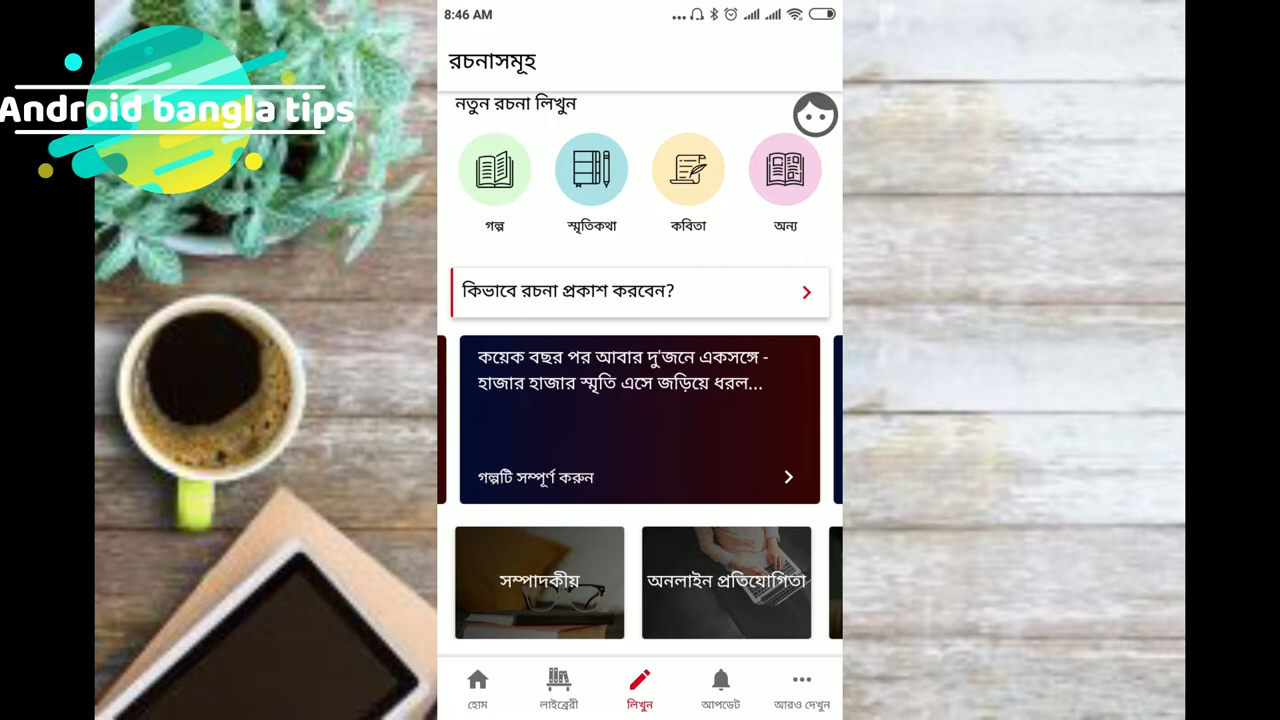 8:46 AM
Android bangla tips
রচনাসমূহ
নতুন রচনা লিখুন
গল্প
স্মৃতিকথা
কবিতা
অন্য
কিভাবে রচনা প্রকাশ করবেন?
কয়েক বছর পর আবার দু'জনে একসঙ্গে -
হাজার হাজার স্মৃতি এসে জড়িয়ে ধরল...
গল্পটি সম্পূর্ণ করুন
সম্পাদকীয়
অনলাইন প্রতিযোগিতা
হোম
লাইব্রেরী
লিখুন
আপডেট
আরও দেখুন